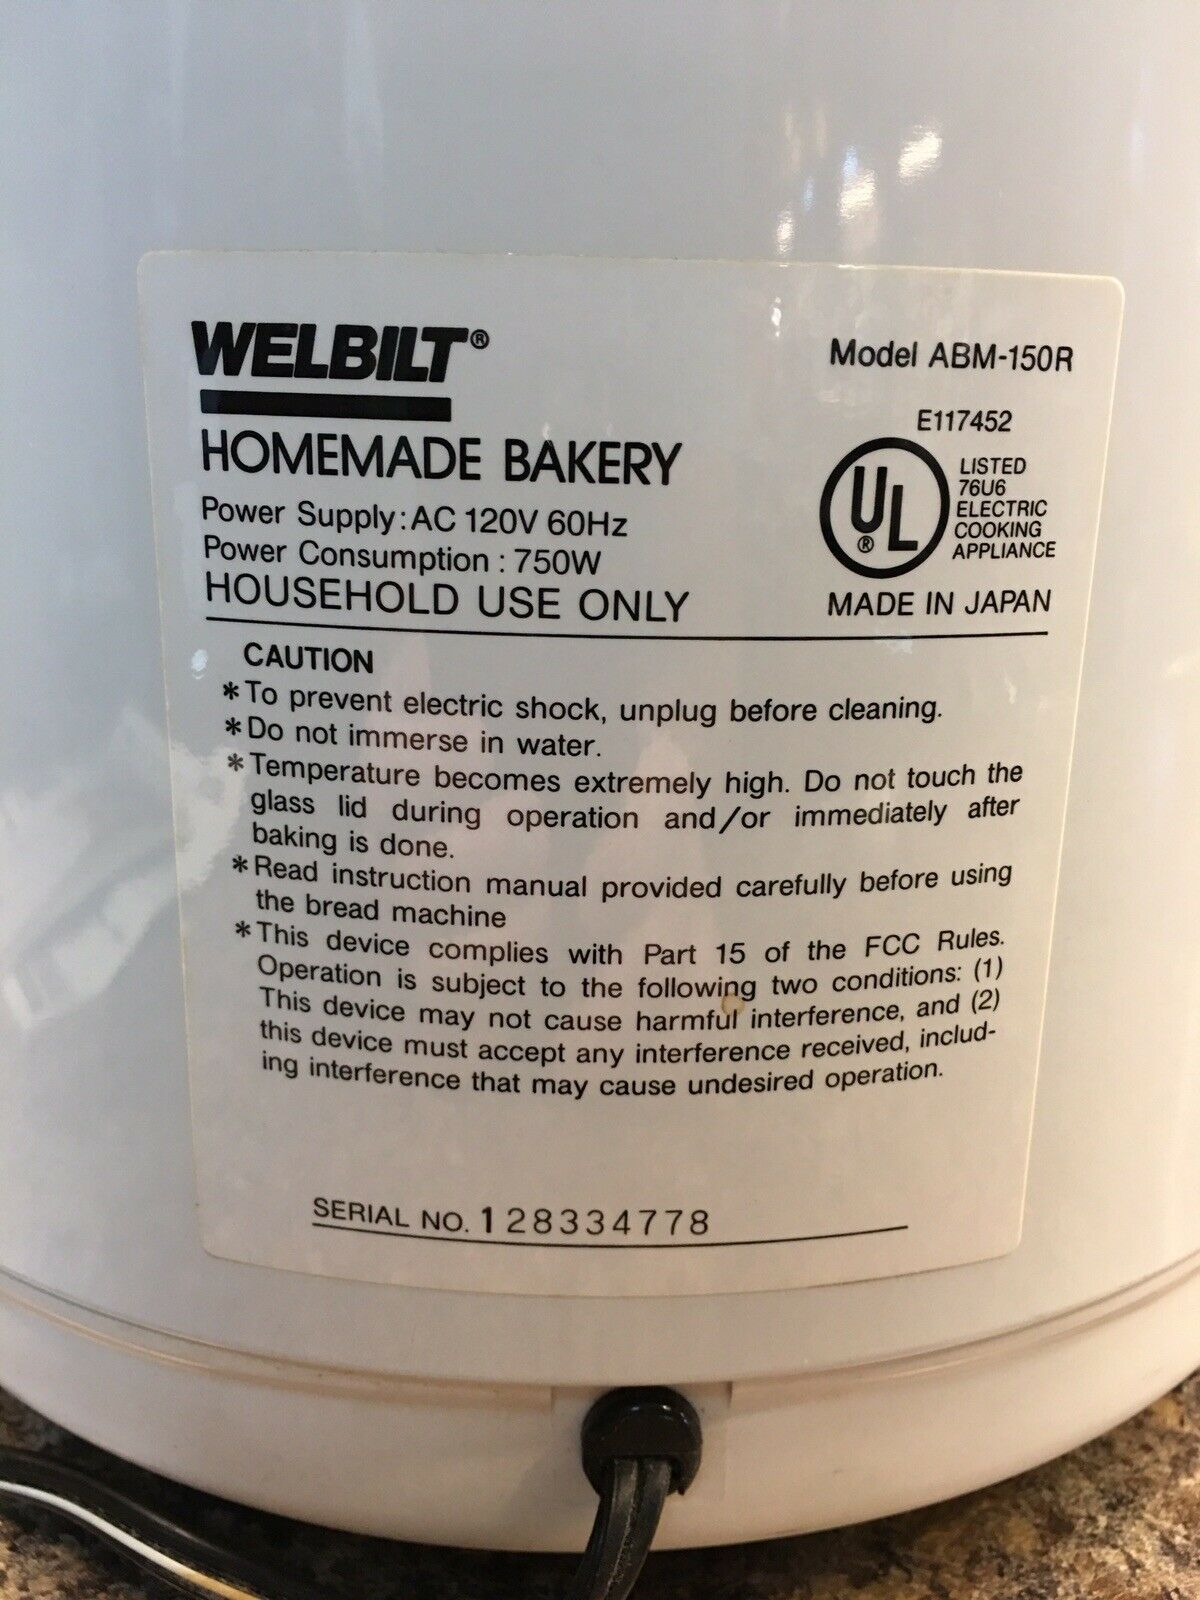 WELBILT®
Model ABM-150R
HOMEMADE BAKERY
Power Supply: AC 120V 60Hz
Power Consumption: 750W
HOUSEHOLD USE ONLY
E117452
UL®
LISTED
76U6
ELECTRIC
COOKING
APPLIANCE
MADE IN JAPAN
CAUTION
*To prevent electric shock, unplug before cleaning.
*Do not immerse in water.
*Temperature becomes extremely high. Do not touch the
glass lid during operation and/or immediately after
baking is done.
*Read instruction manual provided carefully before using
the bread machine
*This device complies with Part 15 of the FCC Rules.
Operation is subject to the following two conditions: (1)
This device may not cause harmful interference, and (2)
this device must accept any interference received, includ-
ing interference that may cause undesired operation.
SERIAL NO. 128334778